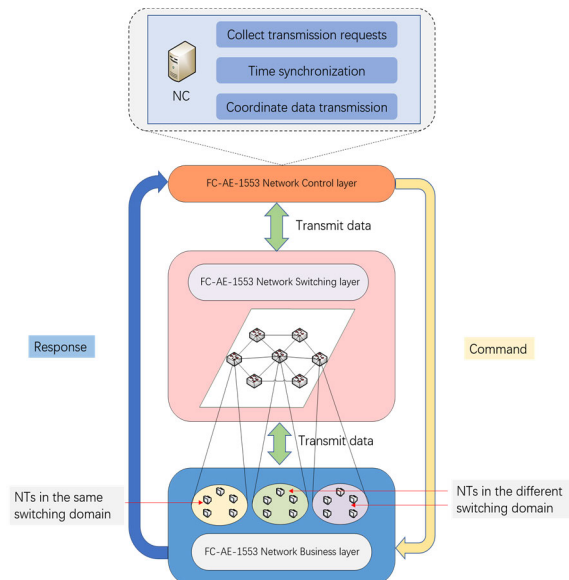 Collect transmission requests
Time synchronization
NC
Coordinate data transmission
FC-AE-1553 Network Control layer
Transmit data
FC-AE-1553 Network Switching layer
Response
Command
Transmit data
NTs in the same
switching domain
NTs in the different
switching domain
FC-AE-1553 Network Business layer